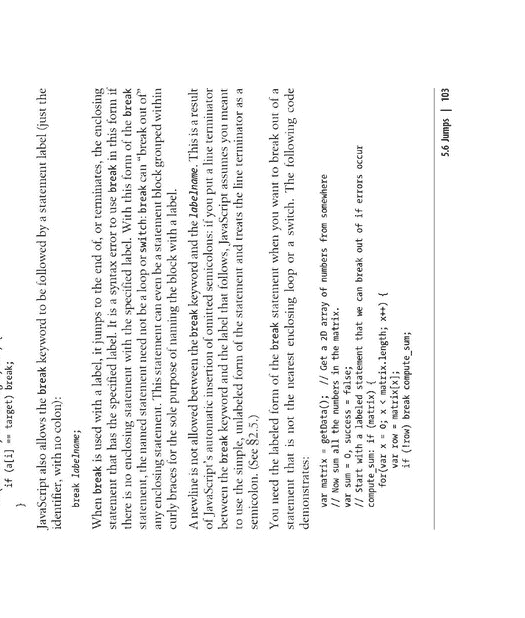 if (a[i] == target) break;
}
JavaScript also allows the break keyword to be followed by a statement label (just the
identifier, with no colon):
break labelname;
When break is used with a label, it jumps to the end of, or terminates, the enclosing
statement that has the specified label. It is a syntax error to use break in this form if
there is no enclosing statement with the specified label. With this form of the break
statement, the named statement need not be a loop or switch: break can “break out of”
any enclosing statement. This statement can even be a statement block grouped within
curly braces for the sole purpose of naming the block with a label.
A newline is not allowed between the break keyword and the labelname. This is a result
of JavaScript's automatic insertion of omitted semicolons: if you put a line terminator
between the break keyword and the label that follows, JavaScript assumes you meant
to use the simple, unlabeled form of the statement and treats the line terminator as a
semicolon. (See §2.5.)
You need the labeled form of the break statement when you want to break out of a
statement that is not the nearest enclosing loop or a switch. The following code
demonstrates:
var matrix = getData(); // Get a 2D array of numbers from somewhere
// Now sum all the numbers in the matrix.
var sum = 0, success = false;
// Start with a labeled statement that we can break out of if errors occur
compute_sum: if (matrix) {
for(var x = 0; x < matrix.length; x++) {
var row = matrix[x];
if (!row) break compute_sum;
5.6 Jumps | 103